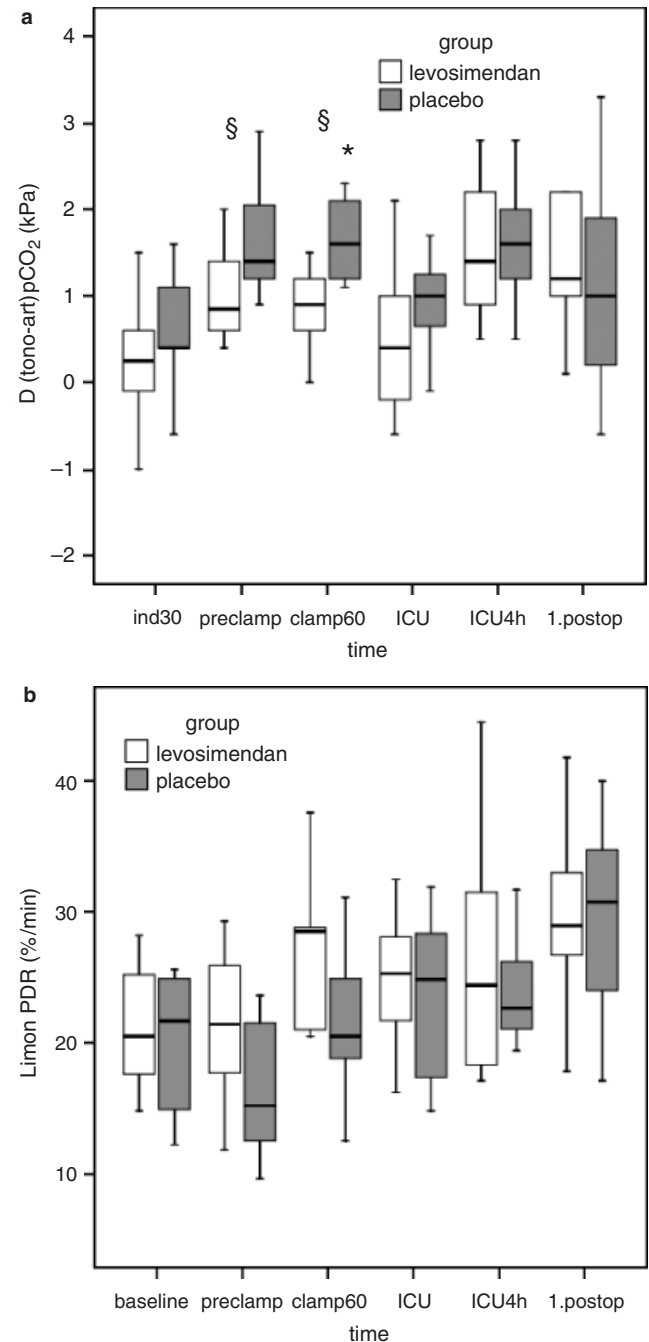 a
4
3
2
1
0
−1
−2
D (tono-art)pCO₂ (kPa)
group
levosimendan
placebo
§
§
*
ind30 preclamp clamp60 ICU ICU4h 1.postop
time
b
40
30
20
10
Limon PDR (%/min)
group
levosimendan
placebo
baseline preclamp clamp60 ICU ICU4h 1.postop
time